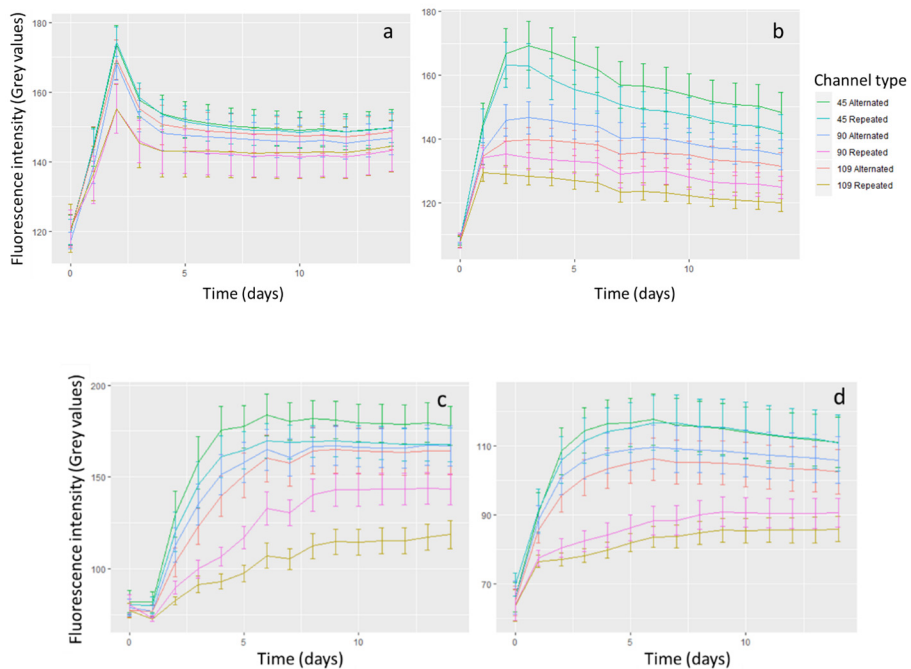 a
180
160
140
120
0
5
10
Fluorescence intensity (Grey values)
Time (days)
b
180
160
140
120
0
5
10
Time (days)
Channel type
45 Alternated
45 Repeated
90 Alternated
90 Repeated
109 Alternated
109 Repeated
c
200
150
100
0
5
10
Fluorescence intensity (Grey values)
Time (days)
d
110
90
70
0
5
10
Time (days)